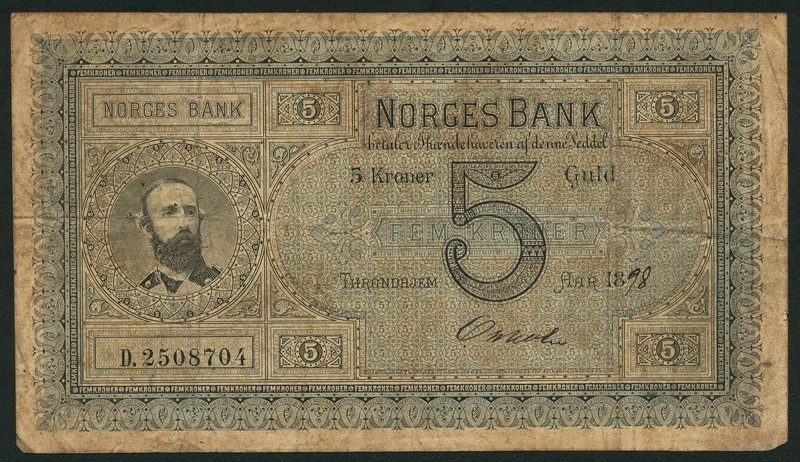 NORGES BANK
5
NORGES BANK
5
betaler Ihændehaveren af denne Seddel
5 Kroner 5 Guld
FEM KRONER
THRONDHJEM AAR 1898
D.2508704
5
5